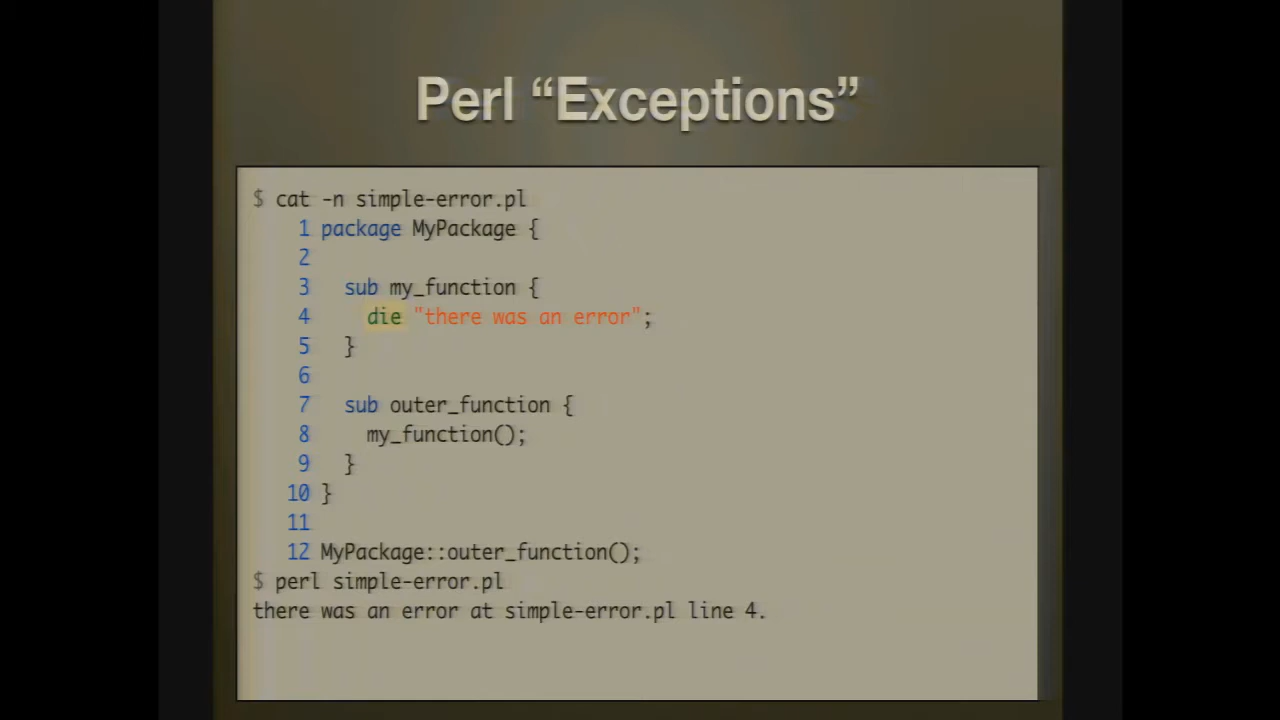 Perl “Exceptions”
$ cat -n simple-error.pl
1 package MyPackage {
2
3   sub my_function {
4     die "there was an error";
5   }
6
7   sub outer_function {
8     my_function();
9   }
10 }
11
12 MyPackage::outer_function();
$ perl simple-error.pl
there was an error at simple-error.pl line 4.